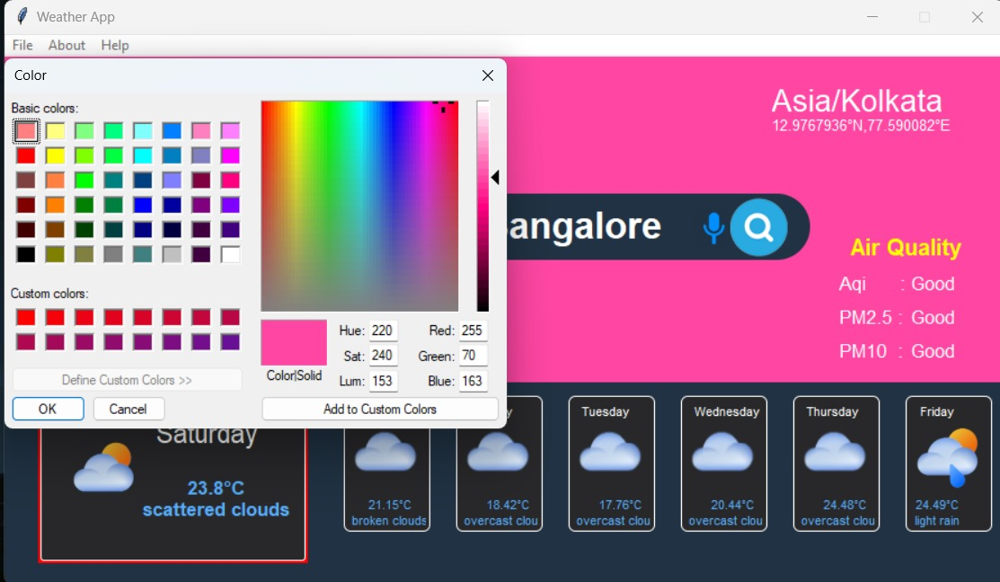 Weather App
File About Help
Color
Basic colors:
Custom colors:
Define Custom Colors >>
OK Cancel
Color|Solid
Hue: 220 Red: 255
Sat: 240 Green: 70
Lum: 153 Blue: 163
Add to Custom Colors
Asia/Kolkata
12.9767936°N,77.590082°E
angalore
Air Quality
Aqi : Good
PM2.5 : Good
PM10 : Good
Saturday
23.8°C
scattered clouds
21.15°C
broken clouds
y
18.42°C
overcast clou
Tuesday
17.76°C
overcast clou
Wednesday
20.44°C
overcast clou
Thursday
24.48°C
overcast clou
Friday
24.49°C
light rain